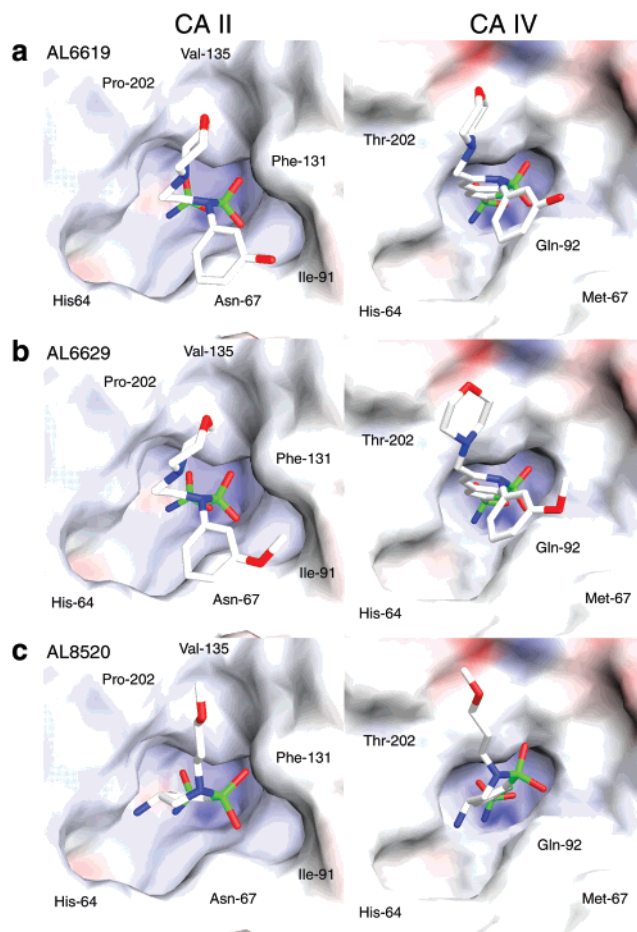 CA II CA IV
a AL6619 Val-135
Pro-202
Phe-131 Thr-202
Gln-92
Ile-91
His64 Asn-67 Met-67
His-64
b AL6629 Val-135
Pro-202
Phe-131 Thr-202
Gln-92
Ile-91
His-64 Asn-67 Met-67
His-64
c AL8520 Val-135
Pro-202
Phe-131 Thr-202
Gln-92
Ile-91
His-64 Asn-67 Met-67
His-64